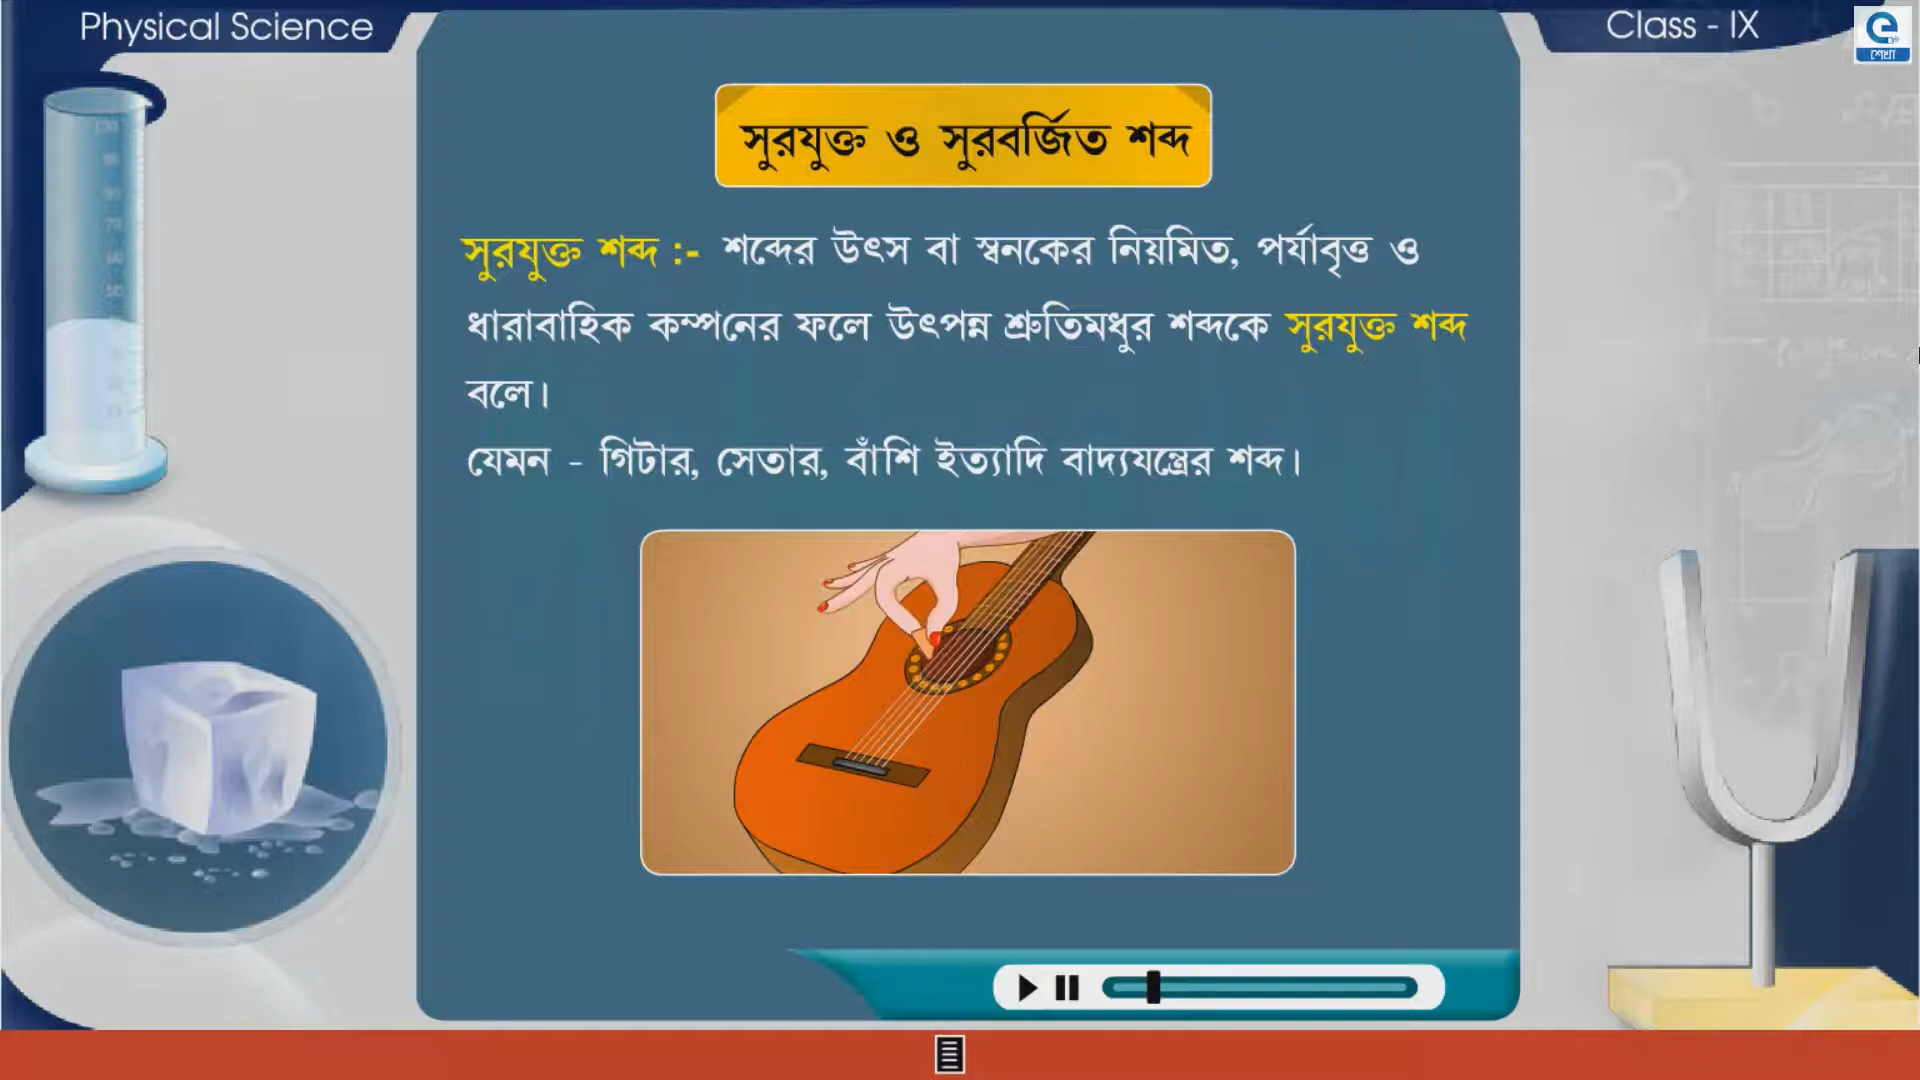 Physical Science
Class - IX
e
শেখা
সুরযুক্ত ও সুরবর্জিত শব্দ
সুরযুক্ত শব্দ :- শব্দের উৎস বা স্বনকের নিয়মিত, পর্যাবৃত্ত ও
ধারাবাহিক কম্পনের ফলে উৎপন্ন শ্রুতিমধুর শব্দকে সুরযুক্ত শব্দ
বলে।
যেমন - গিটার, সেতার, বাঁশি ইত্যাদি বাদ্যযন্ত্রের শব্দ।